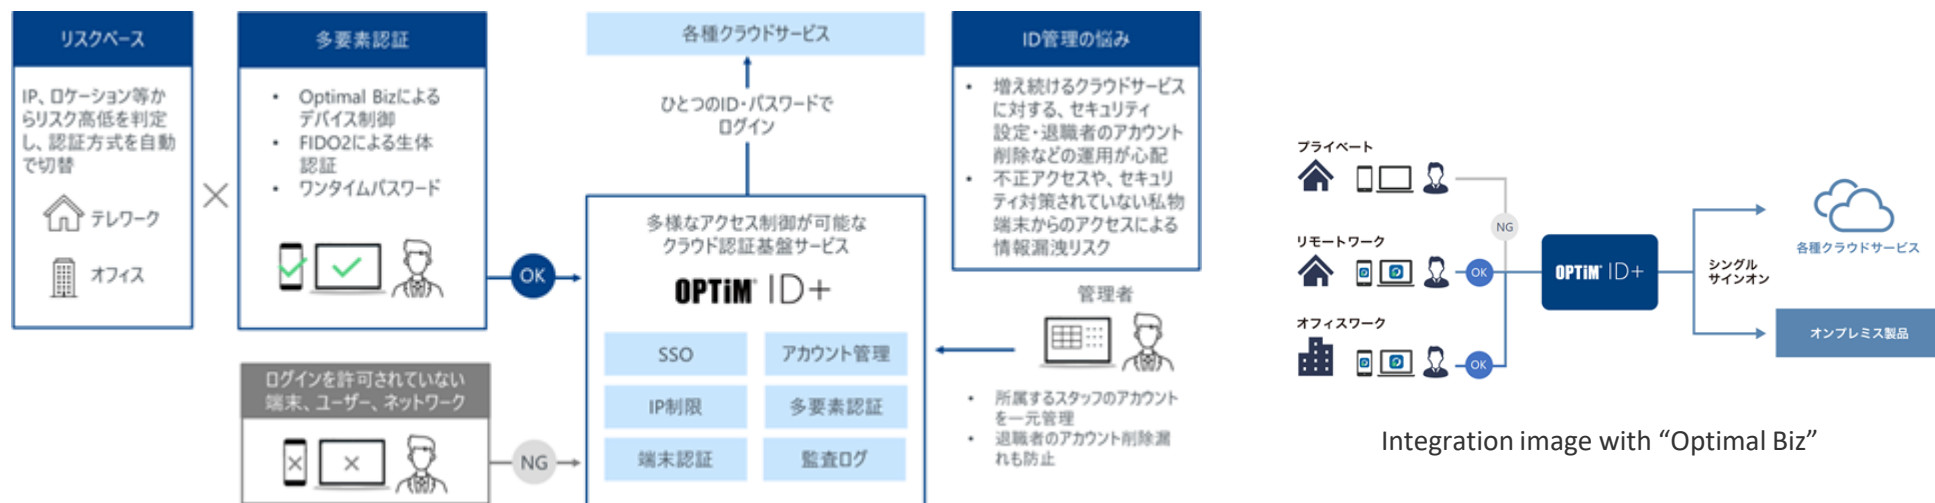 リスクベース
IP、ロケーション等か
らリスク高低を判定
し、認証方式を自動
で切替
テレワーク
オフィス
×
多要素認証
• Optimal Bizによる
デバイス制御
• FIDO2による生体
認証
• ワンタイムパスワード
OK
ログインを許可されていない
端末、ユーザー、ネットワーク
NG
各種クラウドサービス
ひとつのID・パスワードで
ログイン
多様なアクセス制御が可能な
クラウド認証基盤サービス
OPTiM ID+
SSO
アカウント管理
IP制限
多要素認証
端末認証
監査ログ
ID管理の悩み
• 増え続けるクラウドサービス
に対する、セキュリティ
設定・退職者のアカウント
削除などの運用が心配
• 不正アクセスや、セキュリ
ティ対策されていない私物
端末からのアクセスによる
情報漏洩リスク
管理者
• 所属するスタッフのアカウント
を一元管理
• 退職者のアカウント削除漏
れも防止
プライベート
NG
リモートワーク
OK
オフィスワーク
OK
OPTiM ID+
シングル
サインオン
各種クラウドサービス
オンプレミス製品
Integration image with “Optimal Biz”